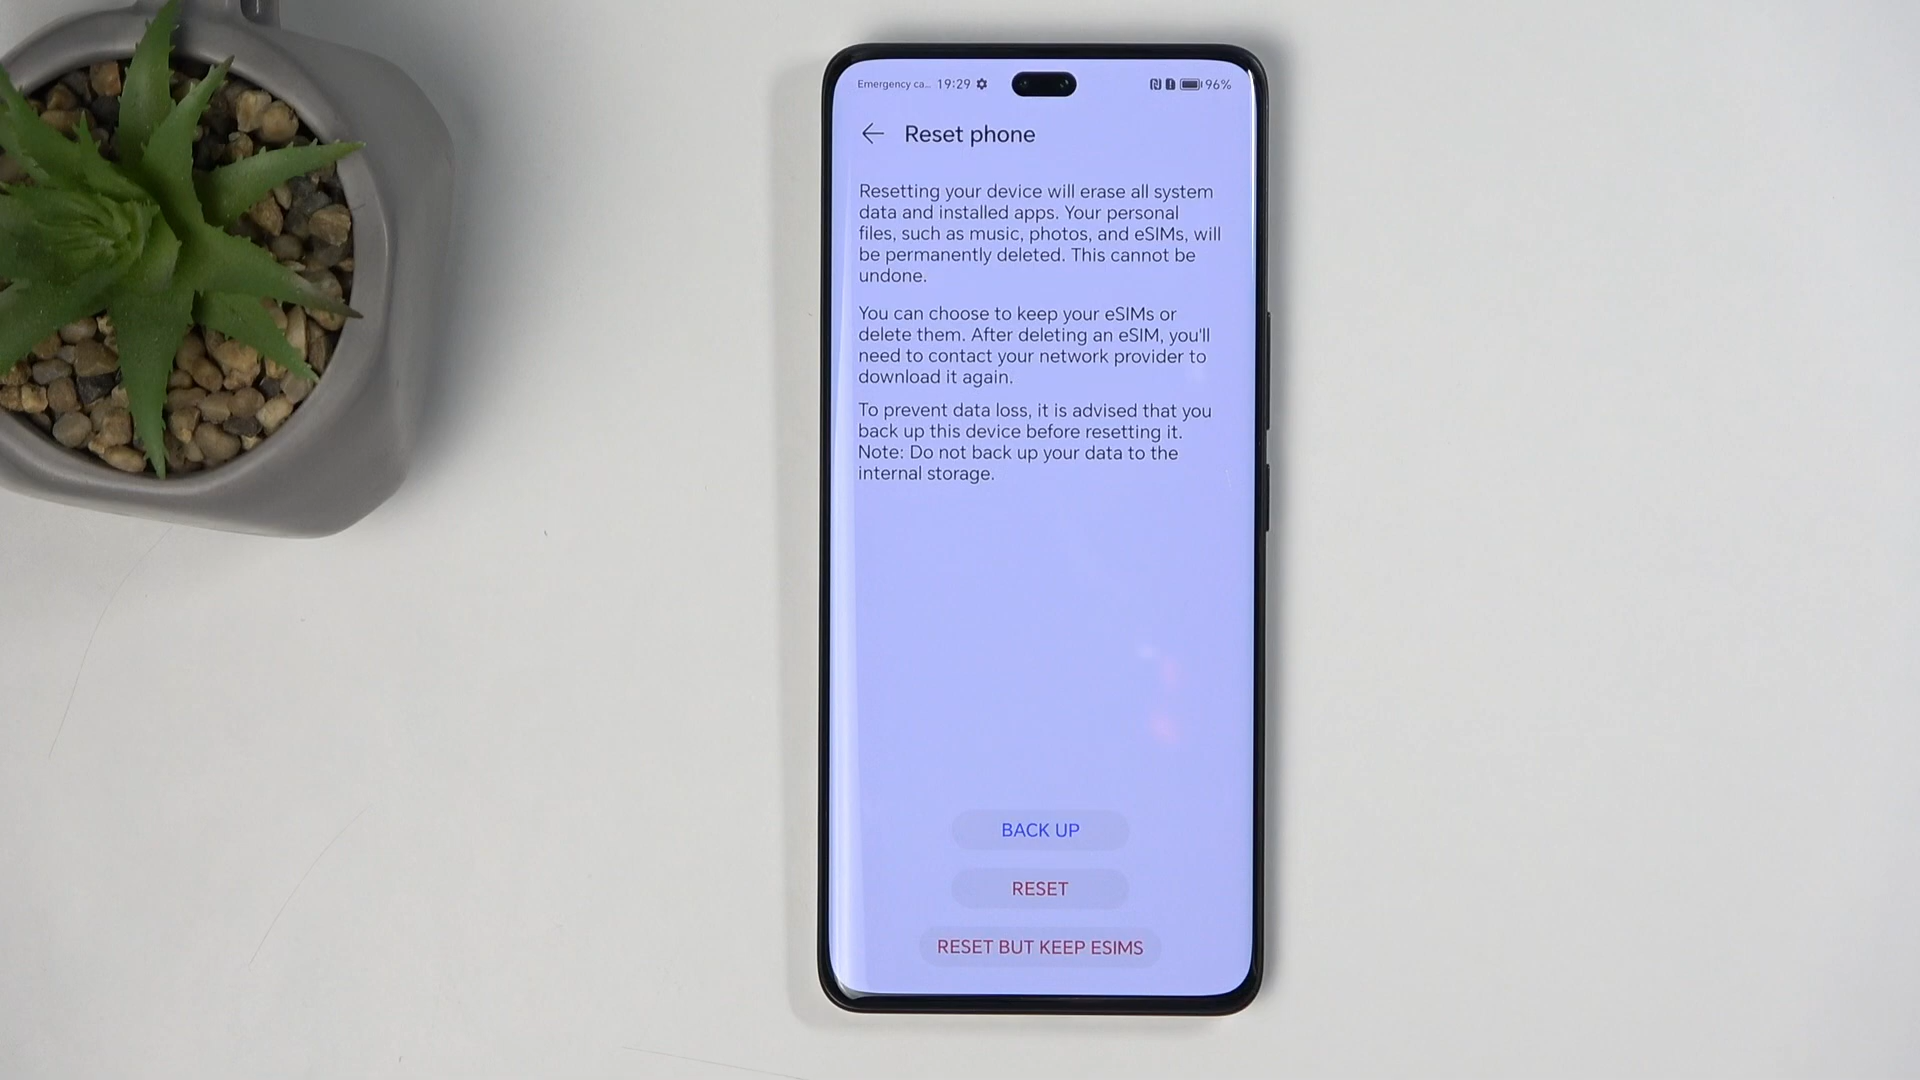 Emergency ca... 19:29 96%
Reset phone
Resetting your device will erase all system
data and installed apps. Your personal
files, such as music, photos, and eSIMs, will
be permanently deleted. This cannot be
undone.
You can choose to keep your eSIMs or
delete them. After deleting an eSIM, you'll
need to contact your network provider to
download it again.
To prevent data loss, it is advised that you
back up this device before resetting it.
Note: Do not back up your data to the
internal storage.
BACK UP
RESET
RESET BUT KEEP ESIMS